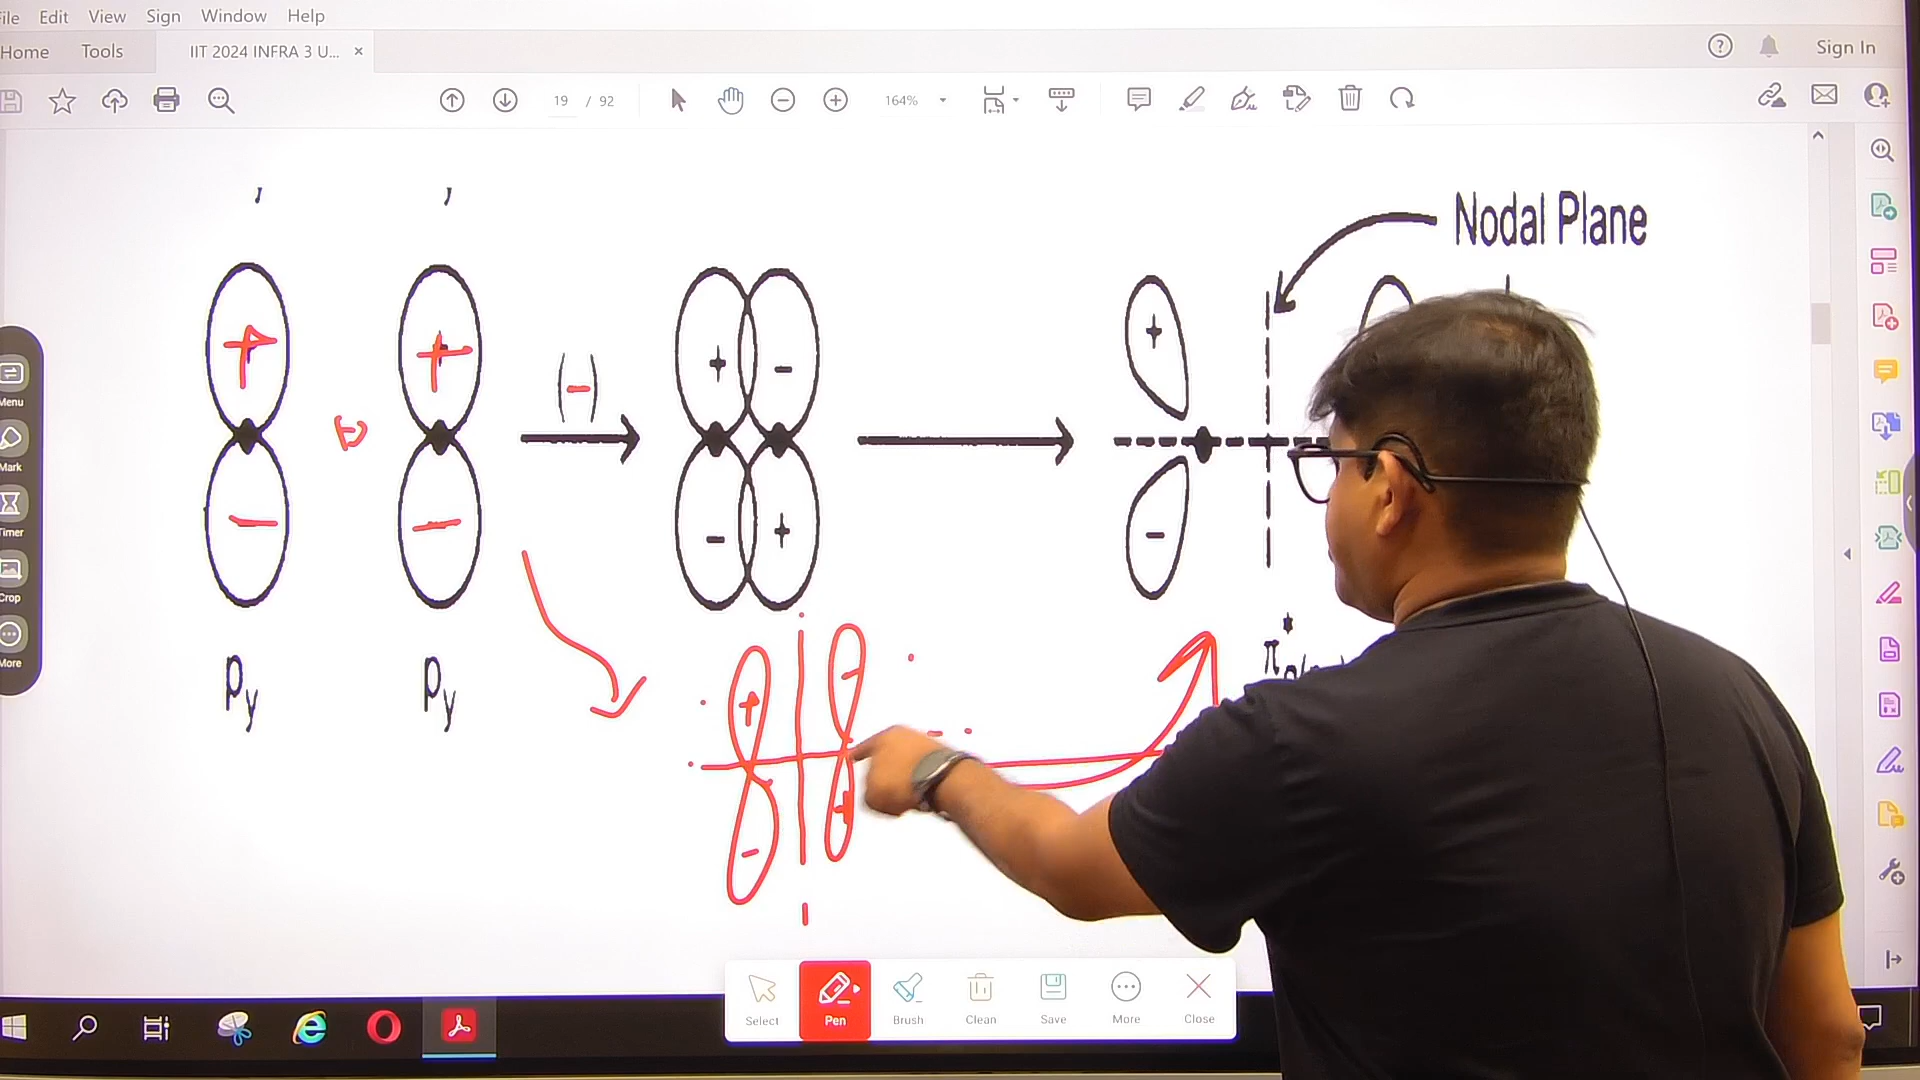 File Edit View Sign Window Help
Home Tools IIT 2024 INFRA 3 U... × Sign In
19 / 92 164%
Nodal Plane
+ + (-) + - +
- - - + -
Py Py
π*
+ -
- +
Menu
Mark
Timer
Crop
More
Select Pen Brush Clean Save More Close